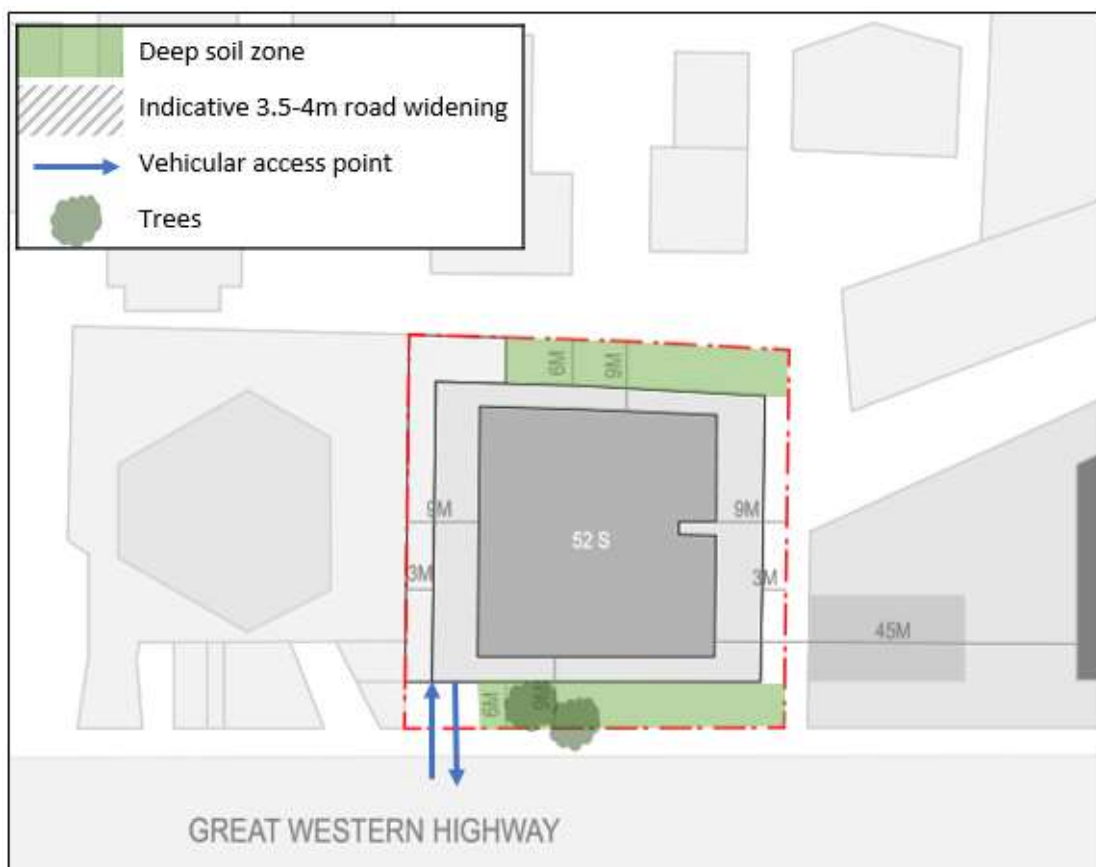 Deep soil zone
Indicative 3.5-4m road widening
Vehicular access point
Trees
6M
9M
9M
9M
52 S
3M
3M
45M
6M
9M
GREAT WESTERN HIGHWAY